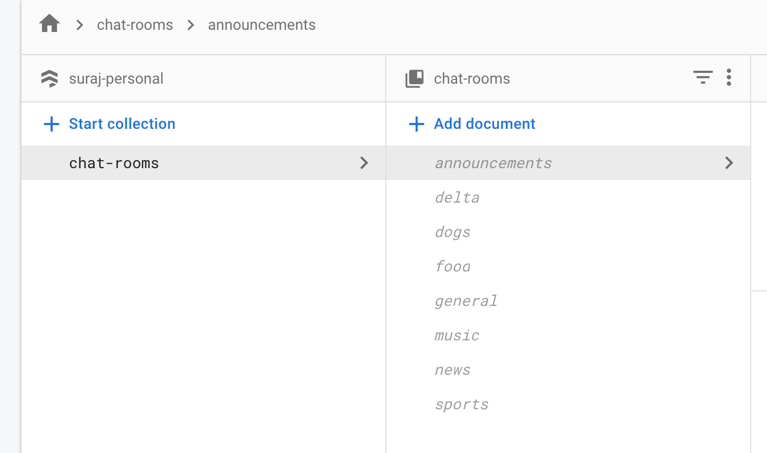 chat-rooms > announcements
suraj-personal
chat-rooms
+ Start collection
+ Add document
chat-rooms
announcements
delta
dogs
food
general
music
news
sports